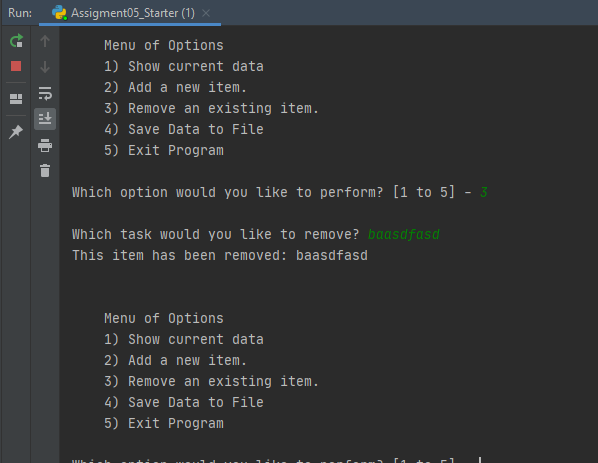 Run: Assigment05_Starter (1) ×
Menu of Options
1) Show current data
2) Add a new item.
3) Remove an existing item.
4) Save Data to File
5) Exit Program
Which option would you like to perform? [1 to 5] - 3
Which task would you like to remove? baasdfasd
This item has been removed: baasdfasd
Menu of Options
1) Show current data
2) Add a new item.
3) Remove an existing item.
4) Save Data to File
5) Exit Program
Which option would you like to perform? [1 to 5] -